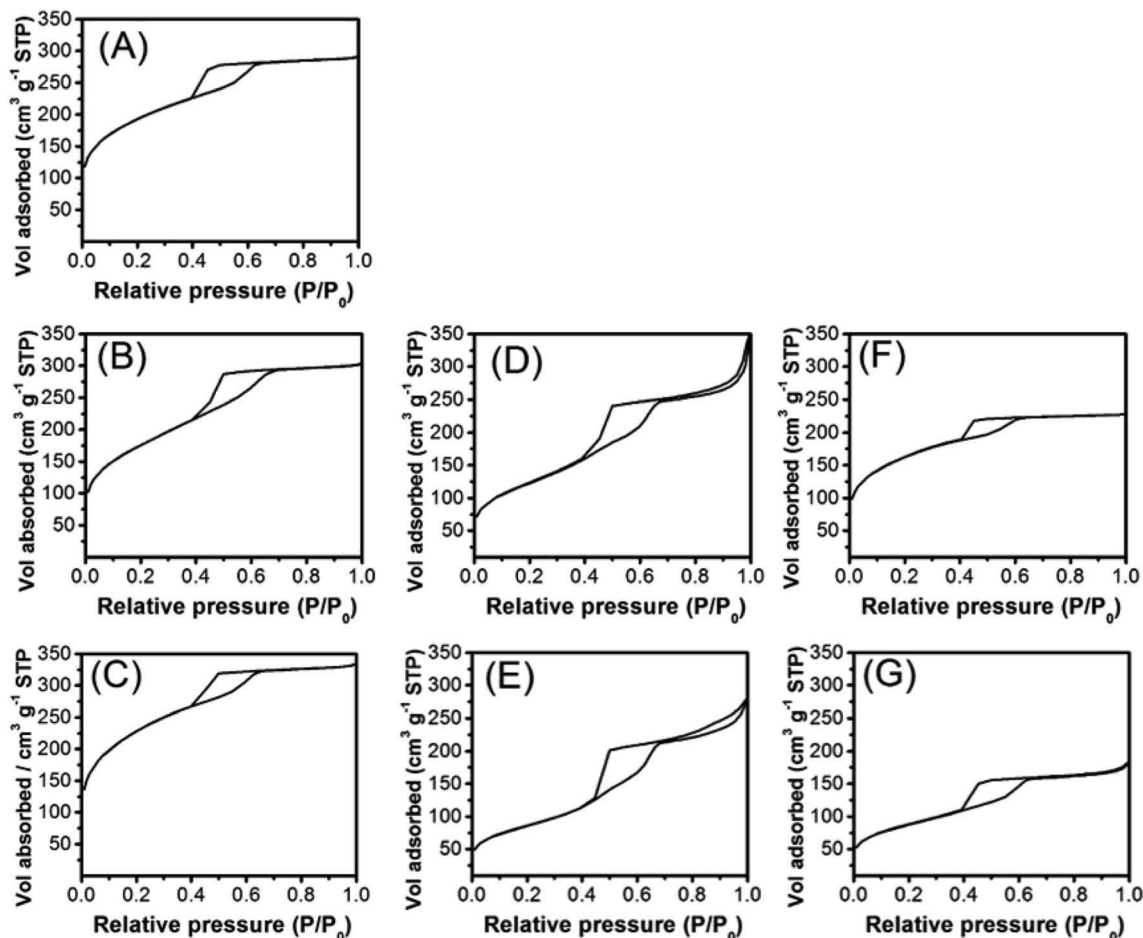 (A)
Vol adsorbed (cm³ g⁻¹ STP)
350
300
250
200
150
100
50
0.0 0.2 0.4 0.6 0.8 1.0
Relative pressure (P/P₀)
(B)
Vol absorbed (cm³ g⁻¹ STP)
350
300
250
200
150
100
50
0.0 0.2 0.4 0.6 0.8 1.0
Relative pressure (P/P₀)
(D)
Vol adsorbed (cm³ g⁻¹ STP)
350
300
250
200
150
100
50
0.0 0.2 0.4 0.6 0.8 1.0
Relative pressure (P/P₀)
(F)
Vol adsorbed (cm³ g⁻¹ STP)
350
300
250
200
150
100
50
0.0 0.2 0.4 0.6 0.8 1.0
Relative pressure (P/P₀)
(C)
Vol absorbed / cm³ g⁻¹ STP
350
300
250
200
150
100
50
0.0 0.2 0.4 0.6 0.8 1.0
Relative pressure (P/P₀)
(E)
Vol adsorbed (cm³ g⁻¹ STP)
350
300
250
200
150
100
50
0.0 0.2 0.4 0.6 0.8 1.0
Relative pressure (P/P₀)
(G)
Vol adsorbed (cm³ g⁻¹ STP)
350
300
250
200
150
100
50
0.0 0.2 0.4 0.6 0.8 1.0
Relative pressure (P/P₀)